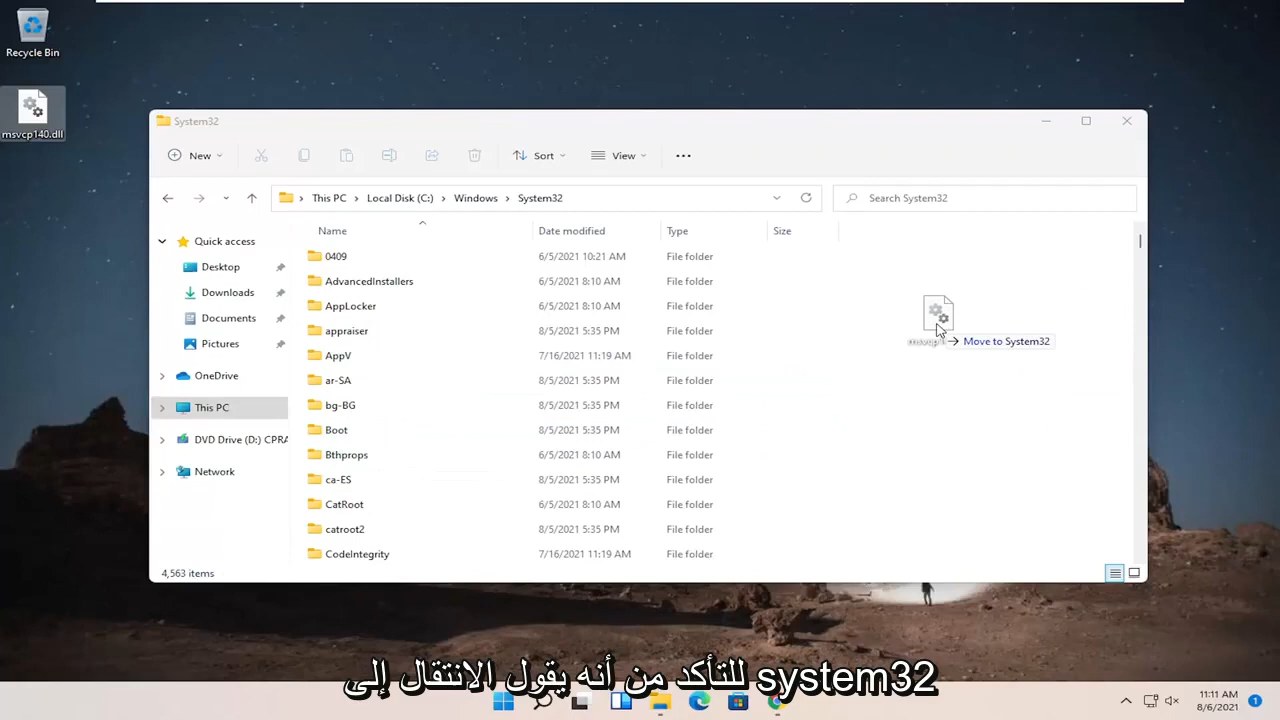 Recycle Bin
msvcp140.dll
System32
New
Sort
View
This PC
Local Disk (C:)
Windows
System32
Search System32
Name
Date modified
Type
Size
Quick access
Desktop
Downloads
Documents
Pictures
OneDrive
This PC
DVD Drive (D:) CPRA
Network
0409 6/5/2021 10:21 AM File folder
AdvancedInstallers 6/5/2021 8:10 AM File folder
AppLocker 6/5/2021 8:10 AM File folder
appraiser 8/5/2021 5:35 PM File folder
AppV 7/16/2021 11:19 AM File folder
ar-SA 8/5/2021 5:35 PM File folder
bg-BG 8/5/2021 5:35 PM File folder
Boot 8/5/2021 5:35 PM File folder
Bthprops 6/5/2021 8:10 AM File folder
ca-ES 8/5/2021 5:35 PM File folder
CatRoot 6/5/2021 8:10 AM File folder
catroot2 8/5/2021 5:35 PM File folder
CodeIntegrity 7/16/2021 11:19 AM File folder
Move to System32
4,563 items
للتأكد من أنه يقول الانتقال إلى system32
11:11 AM
8/6/2021
1